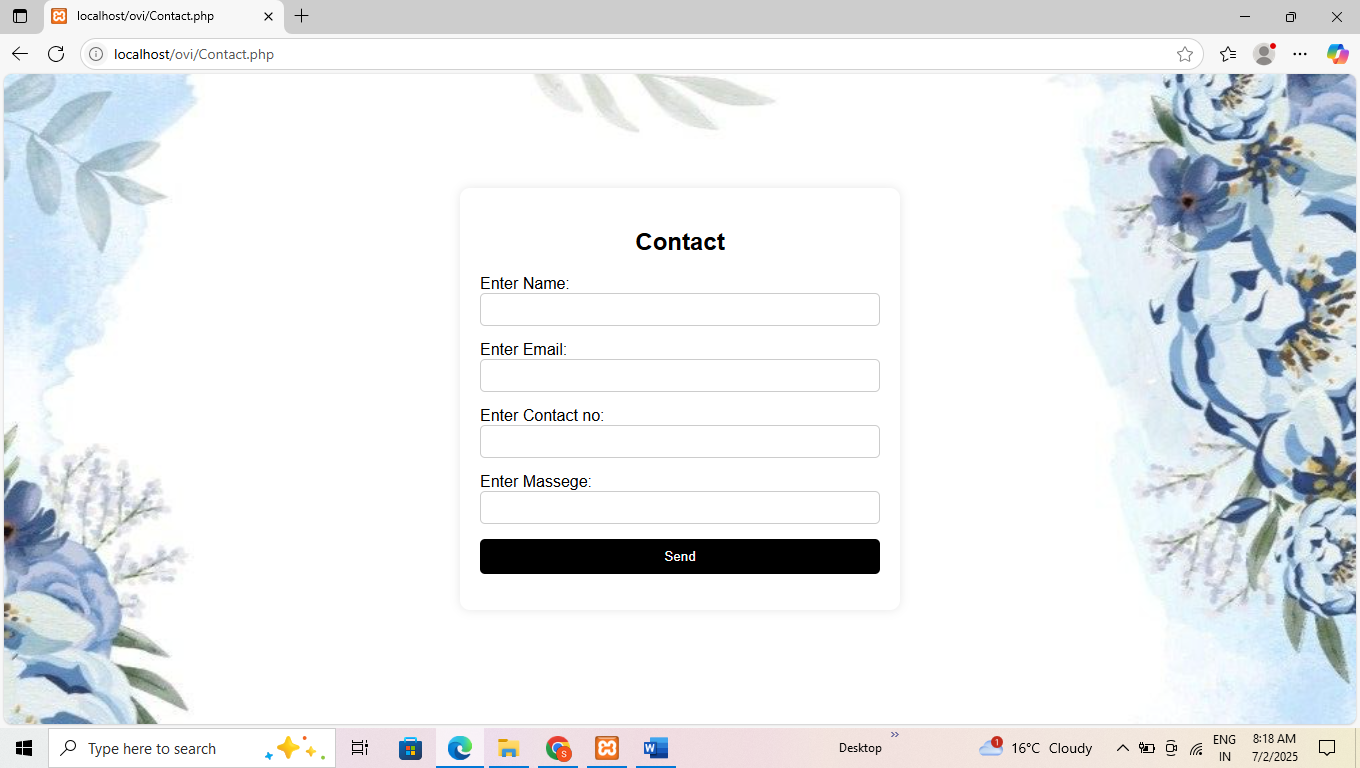 localhost/ovi/Contact.php
localhost/ovi/Contact.php
Contact
Enter Name:
Enter Email:
Enter Contact no:
Enter Massege:
Send
Type here to search
S
W
Desktop
»
1
16°C Cloudy
ENG
IN
8:18 AM
7/2/2025